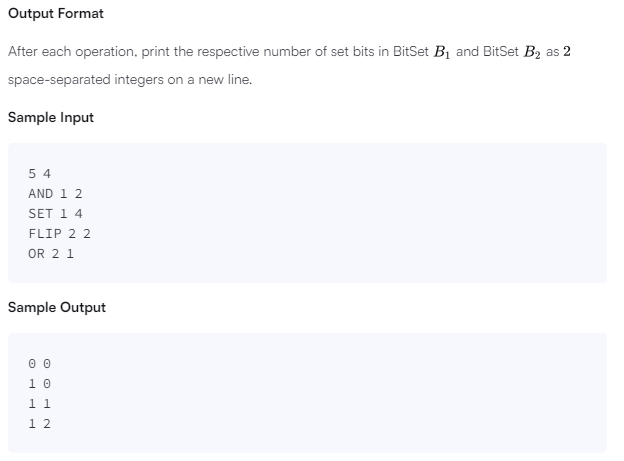 Output Format
After each operation, print the respective number of set bits in BitSet B₁ and BitSet B₂ as 2
space-separated integers on a new line.
Sample Input
5 4
AND 1 2
SET 1 4
FLIP 2 2
OR 2 1
Sample Output
0 0
1 0
1 1
1 2